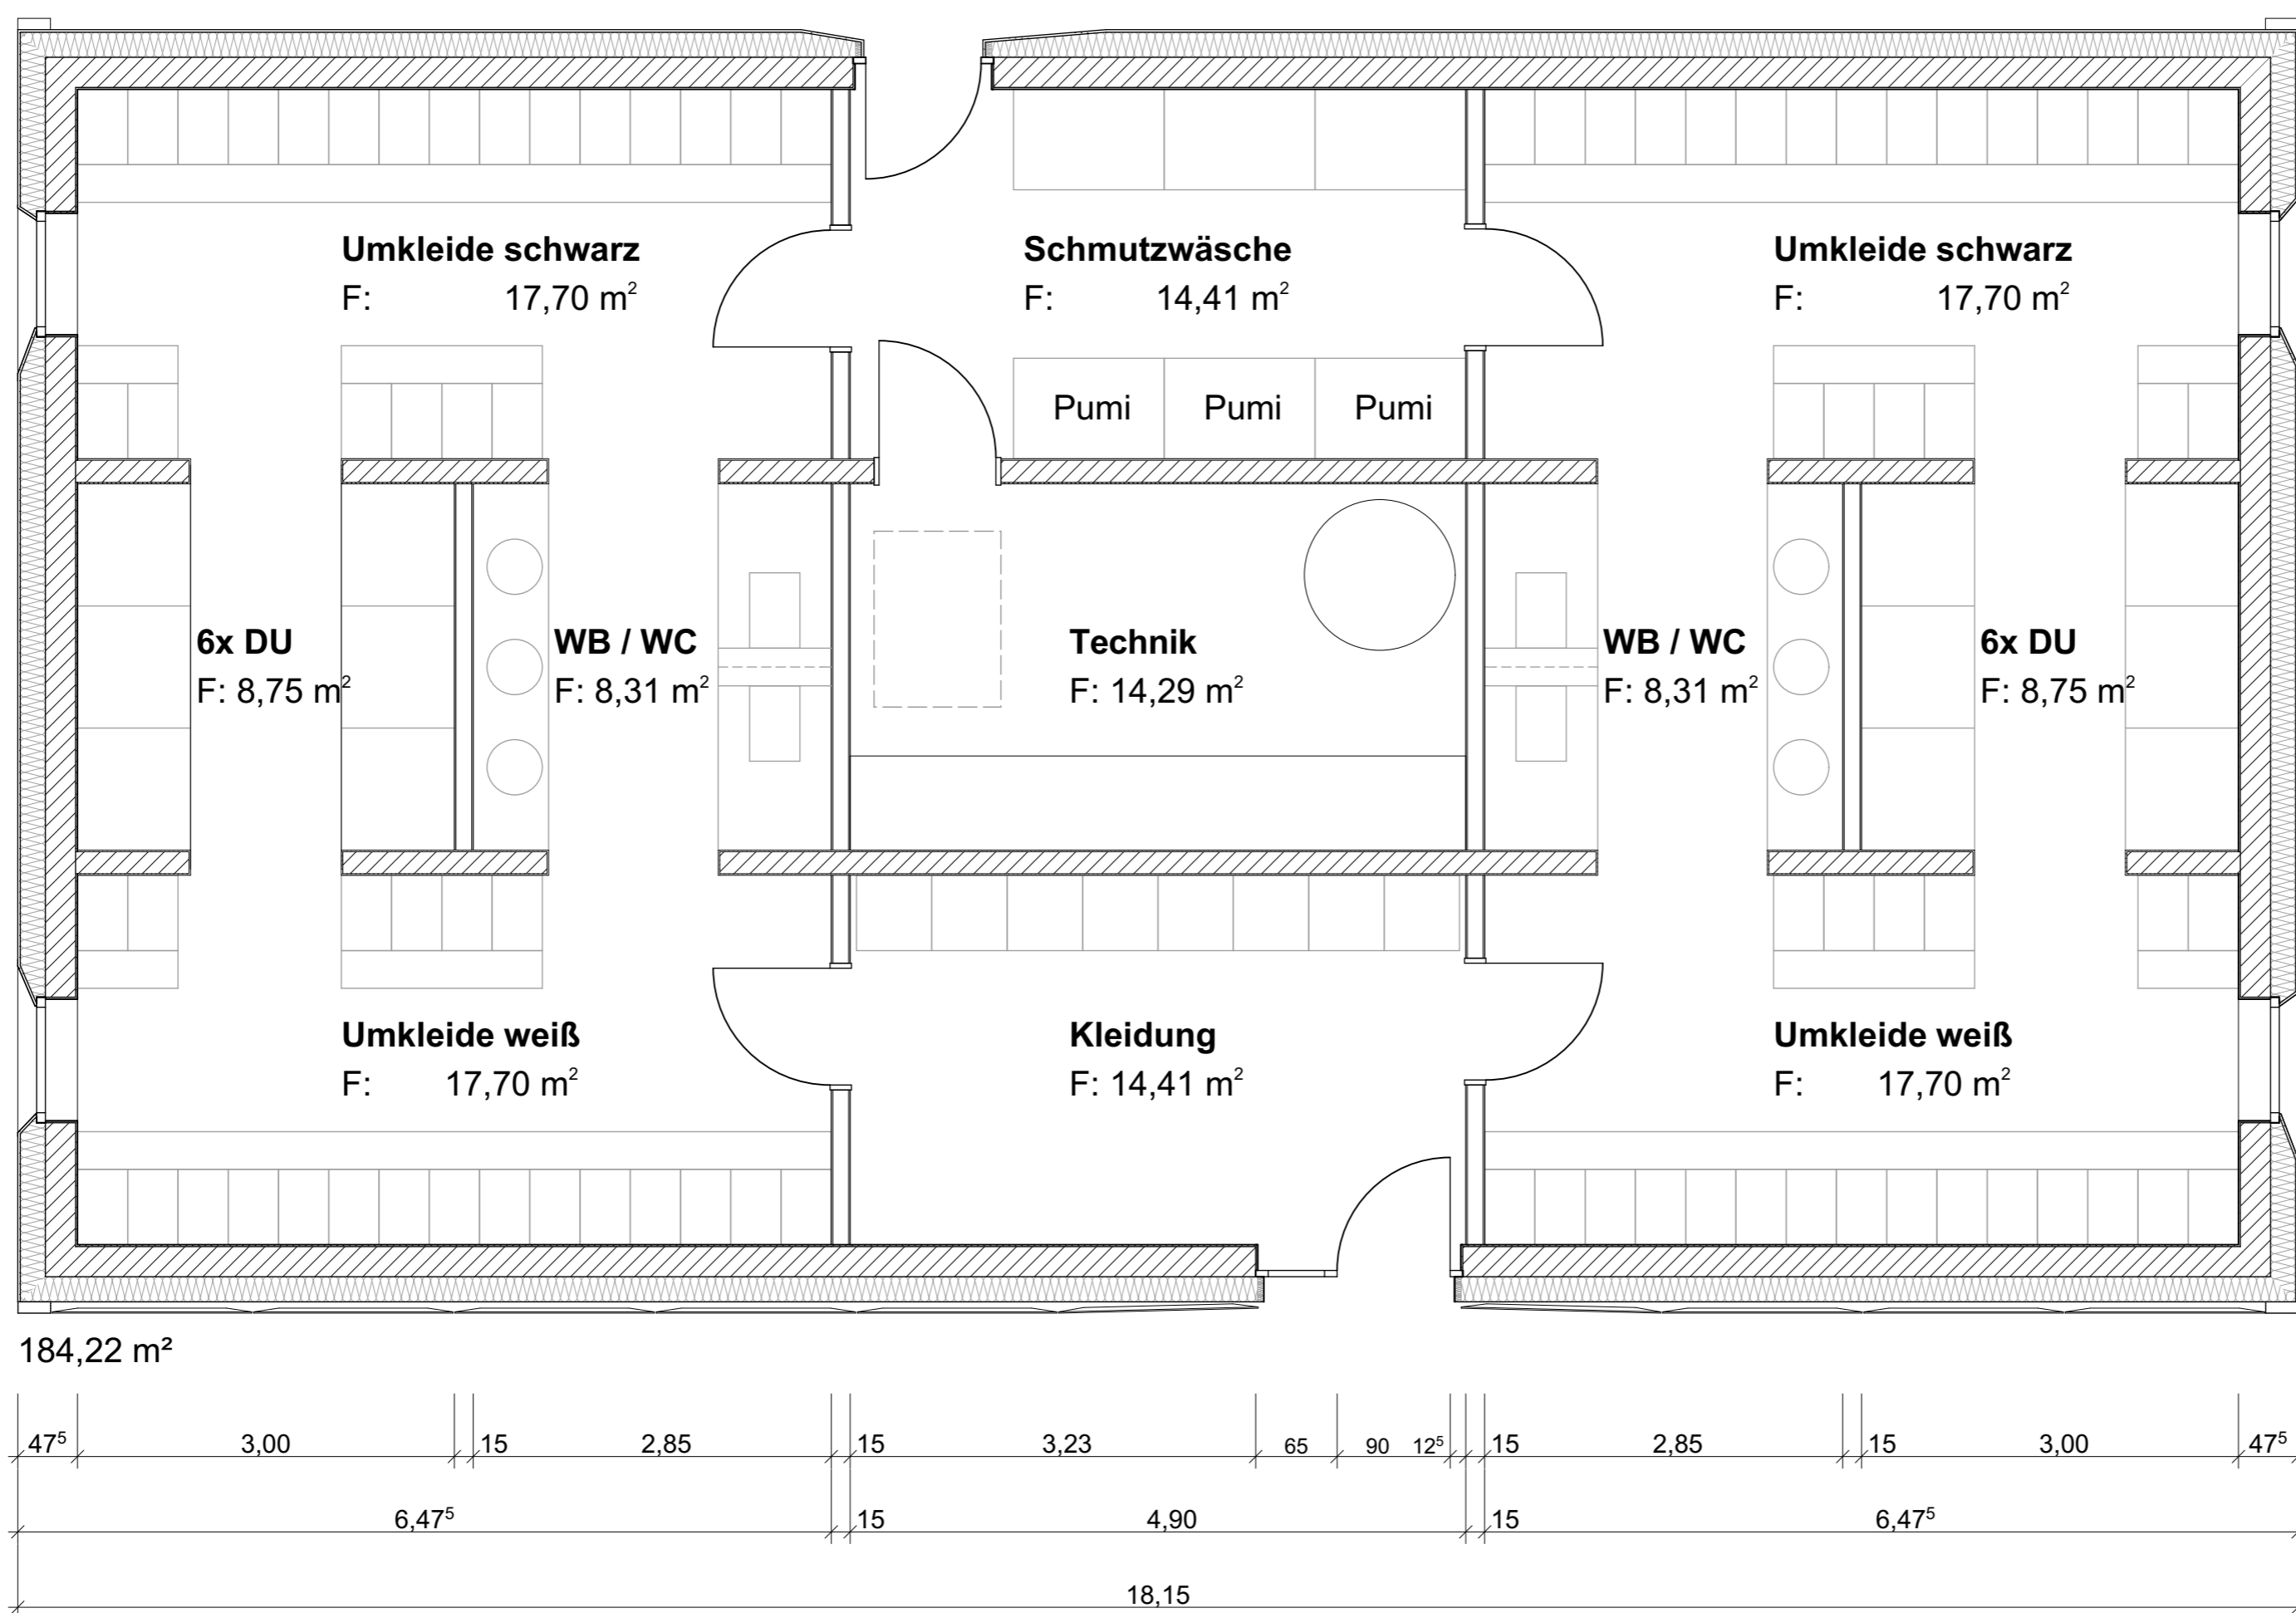 Umkleide schwarz
F: 17,70 m²
Schmutzwäsche
F: 14,41 m²
Umkleide schwarz
F: 17,70 m²
Pumi
Pumi
Pumi
6x DU
F: 8,75 m²
WB / WC
F: 8,31 m²
Technik
F: 14,29 m²
WB / WC
F: 8,31 m²
6x DU
F: 8,75 m²
Umkleide weiß
F: 17,70 m²
Kleidung
F: 14,41 m²
Umkleide weiß
F: 17,70 m²
184,22 m²
47⁵ 3,00 15 2,85 15 3,23 65 90 12⁵ 15 2,85 15 3,00 47⁵
6,47⁵ 15 4,90 15 6,47⁵
18,15